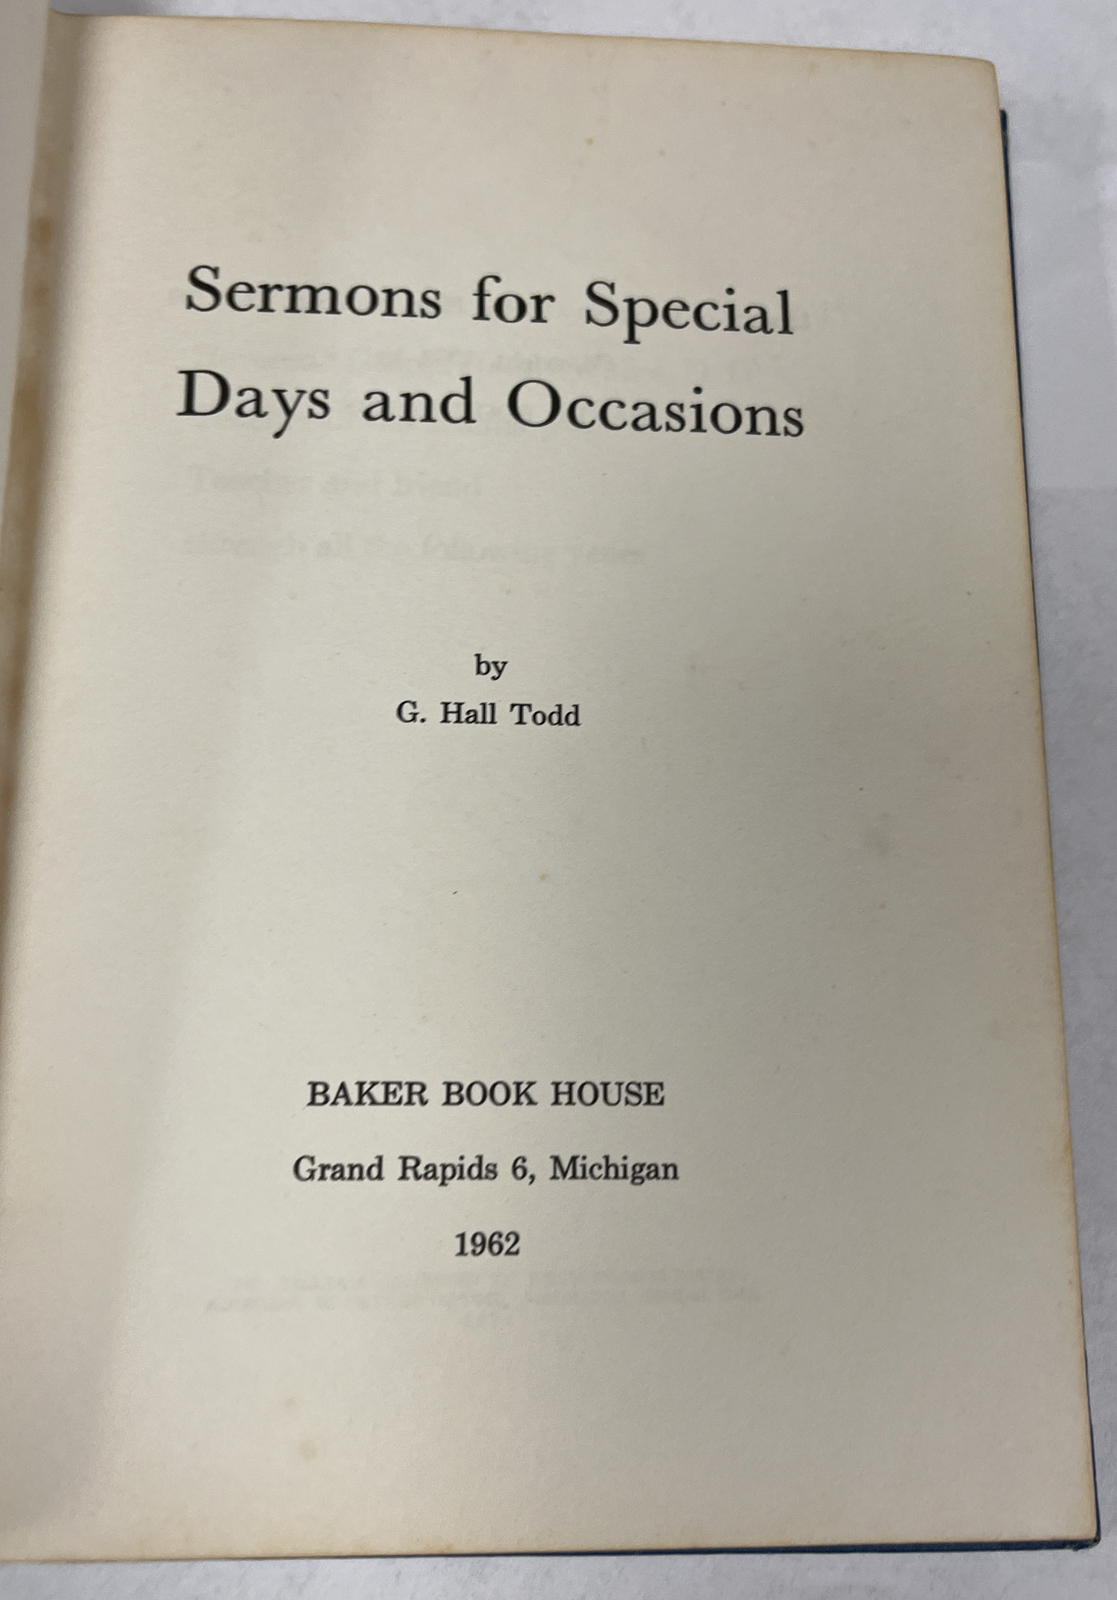 Sermons for Special
Days and Occasions
by
G. Hall Todd
BAKER BOOK HOUSE
Grand Rapids 6, Michigan
1962